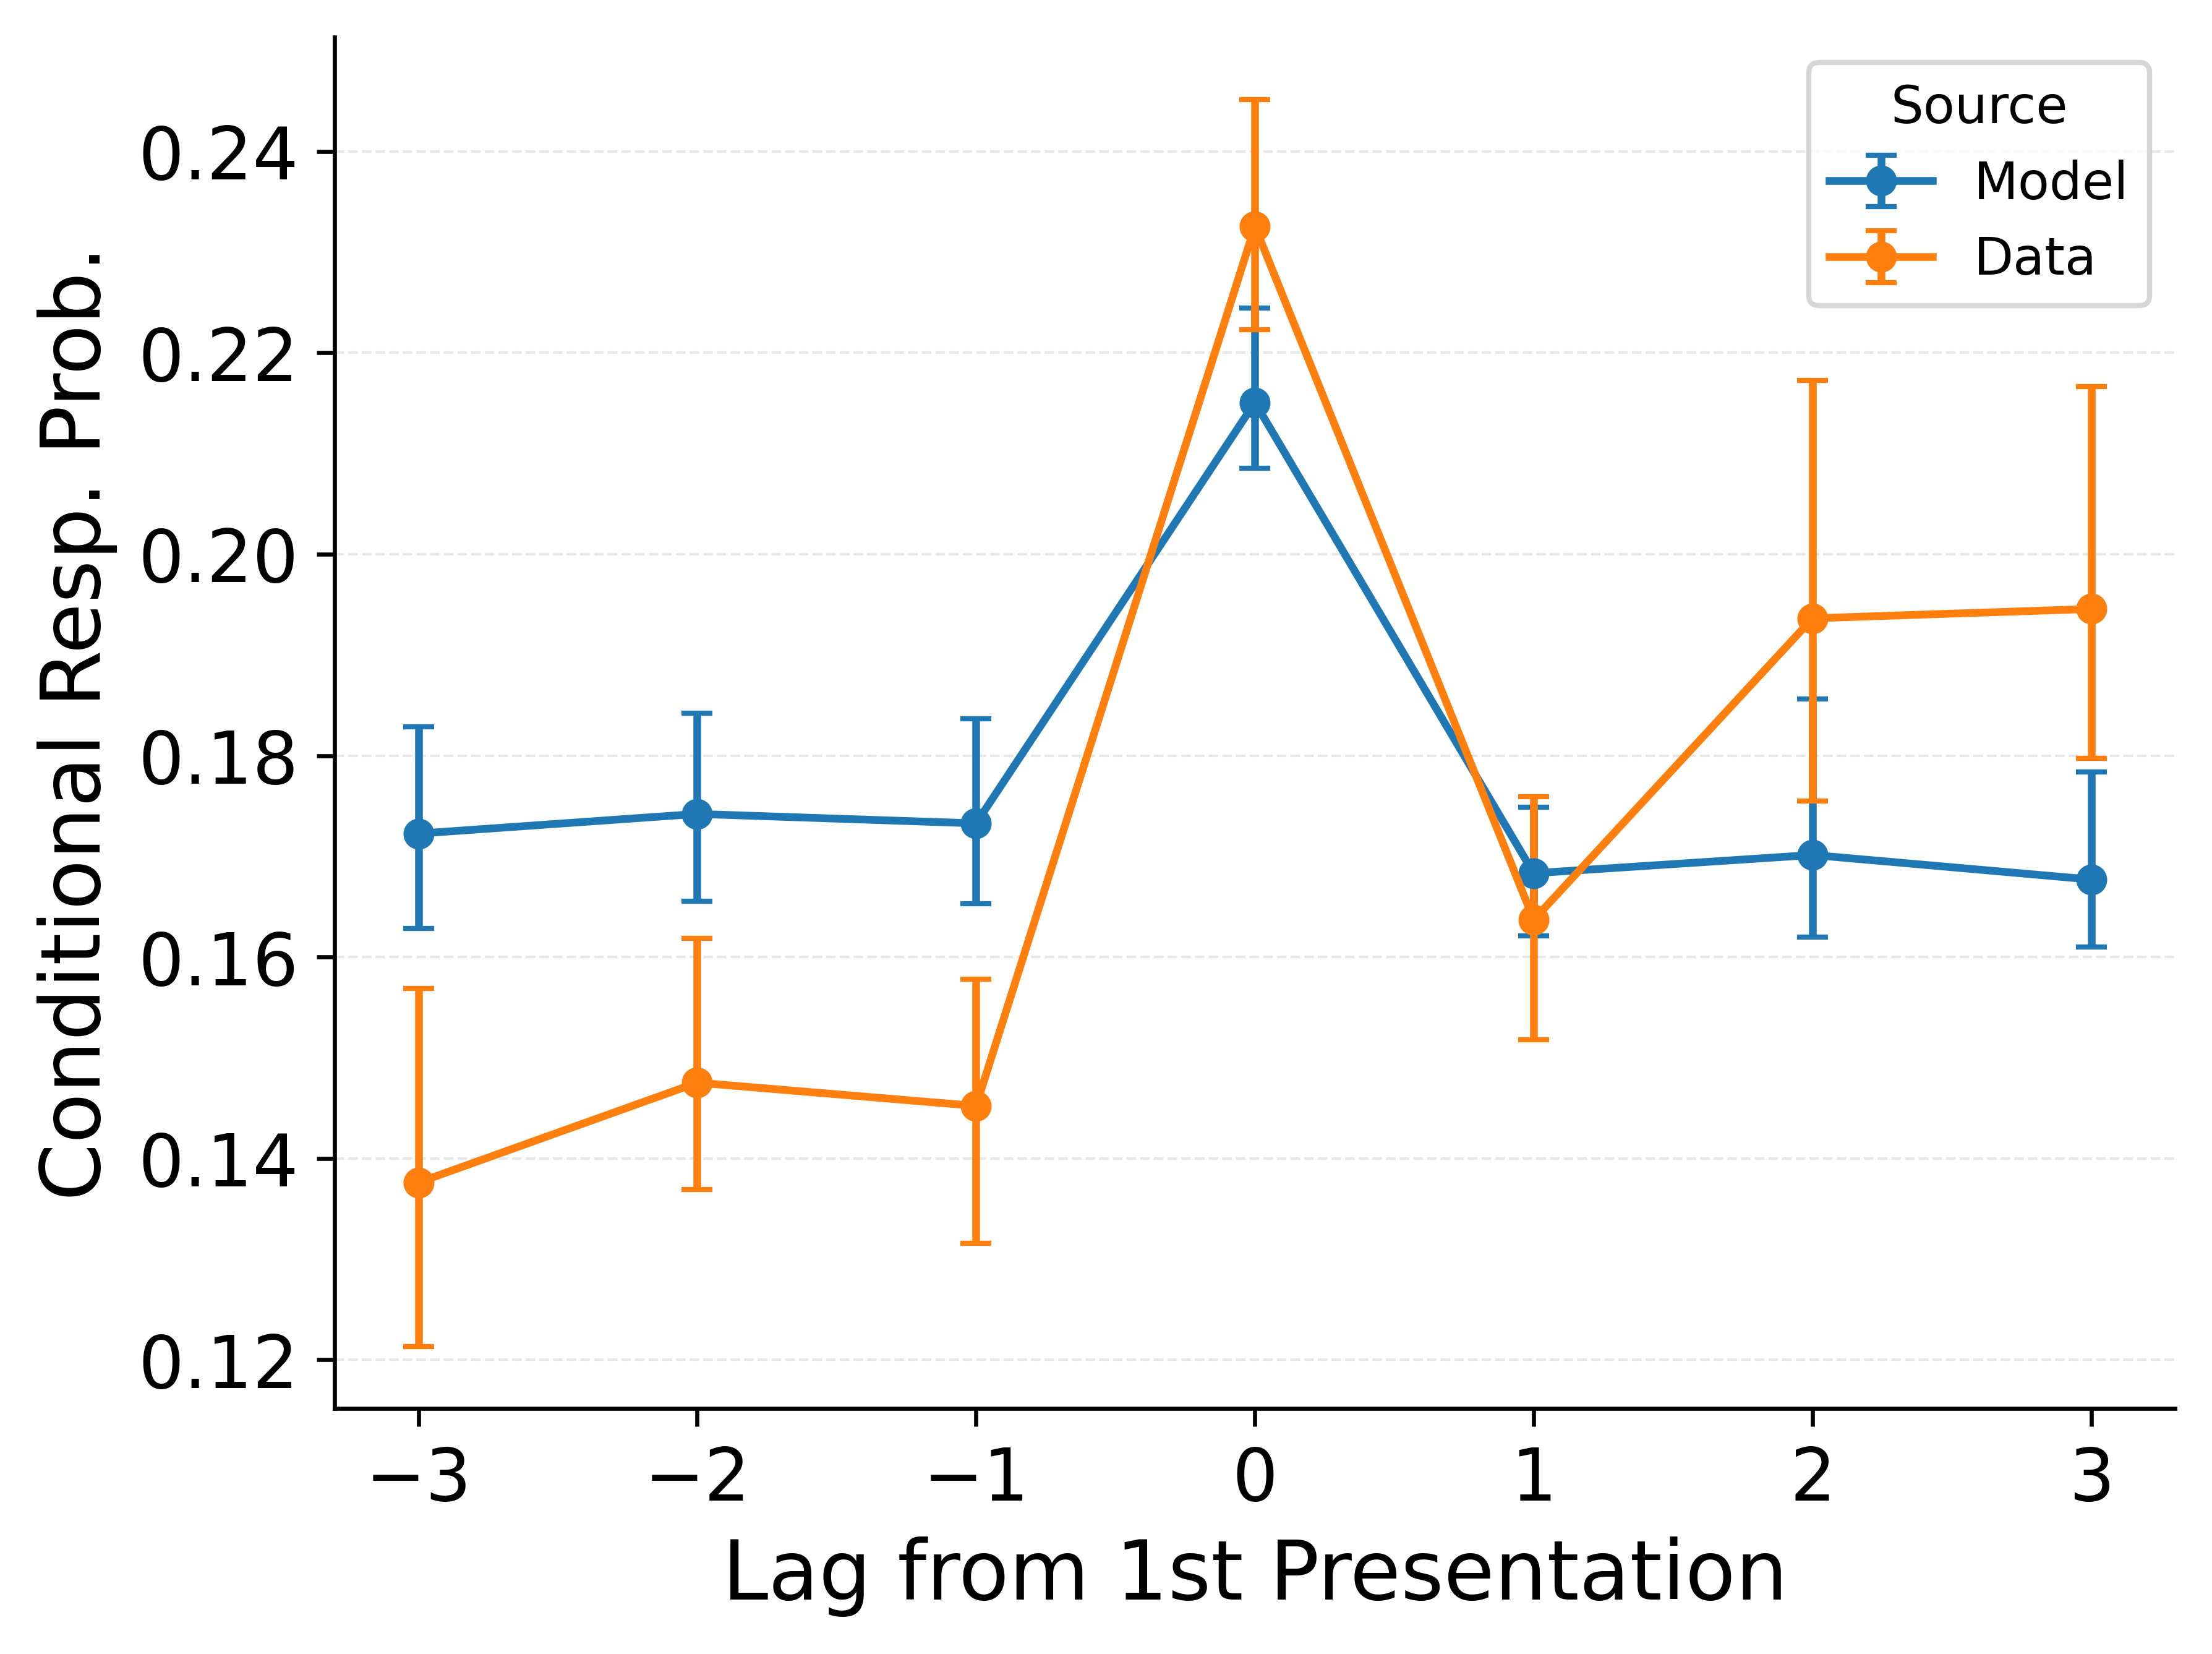 Conditional Resp. Prob.
0.24
0.22
0.20
0.18
0.16
0.14
0.12
Source
Model
Data
−3 −2 −1 0 1 2 3
Lag from 1st Presentation